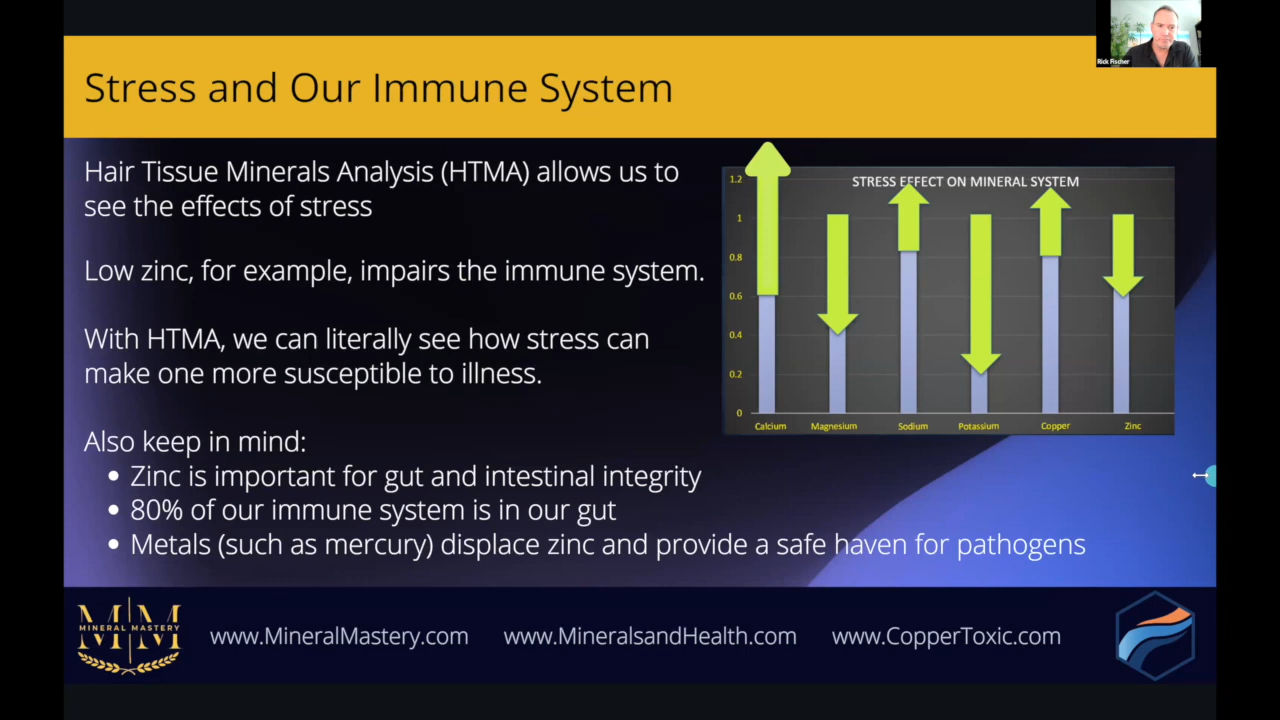 Rick Fischer
Stress and Our Immune System
Hair Tissue Minerals Analysis (HTMA) allows us to
see the effects of stress
Low zinc, for example, impairs the immune system.
With HTMA, we can literally see how stress can
make one more susceptible to illness.
Also keep in mind:
• Zinc is important for gut and intestinal integrity
• 80% of our immune system is in our gut
• Metals (such as mercury) displace zinc and provide a safe haven for pathogens
STRESS EFFECT ON MINERAL SYSTEM
1.2
1
0.8
0.6
0.4
0.2
0
Calcium Magnesium Sodium Potassium Copper Zinc
MM
MINERAL MASTERY
www.MineralMastery.com www.MineralsandHealth.com www.CopperToxic.com